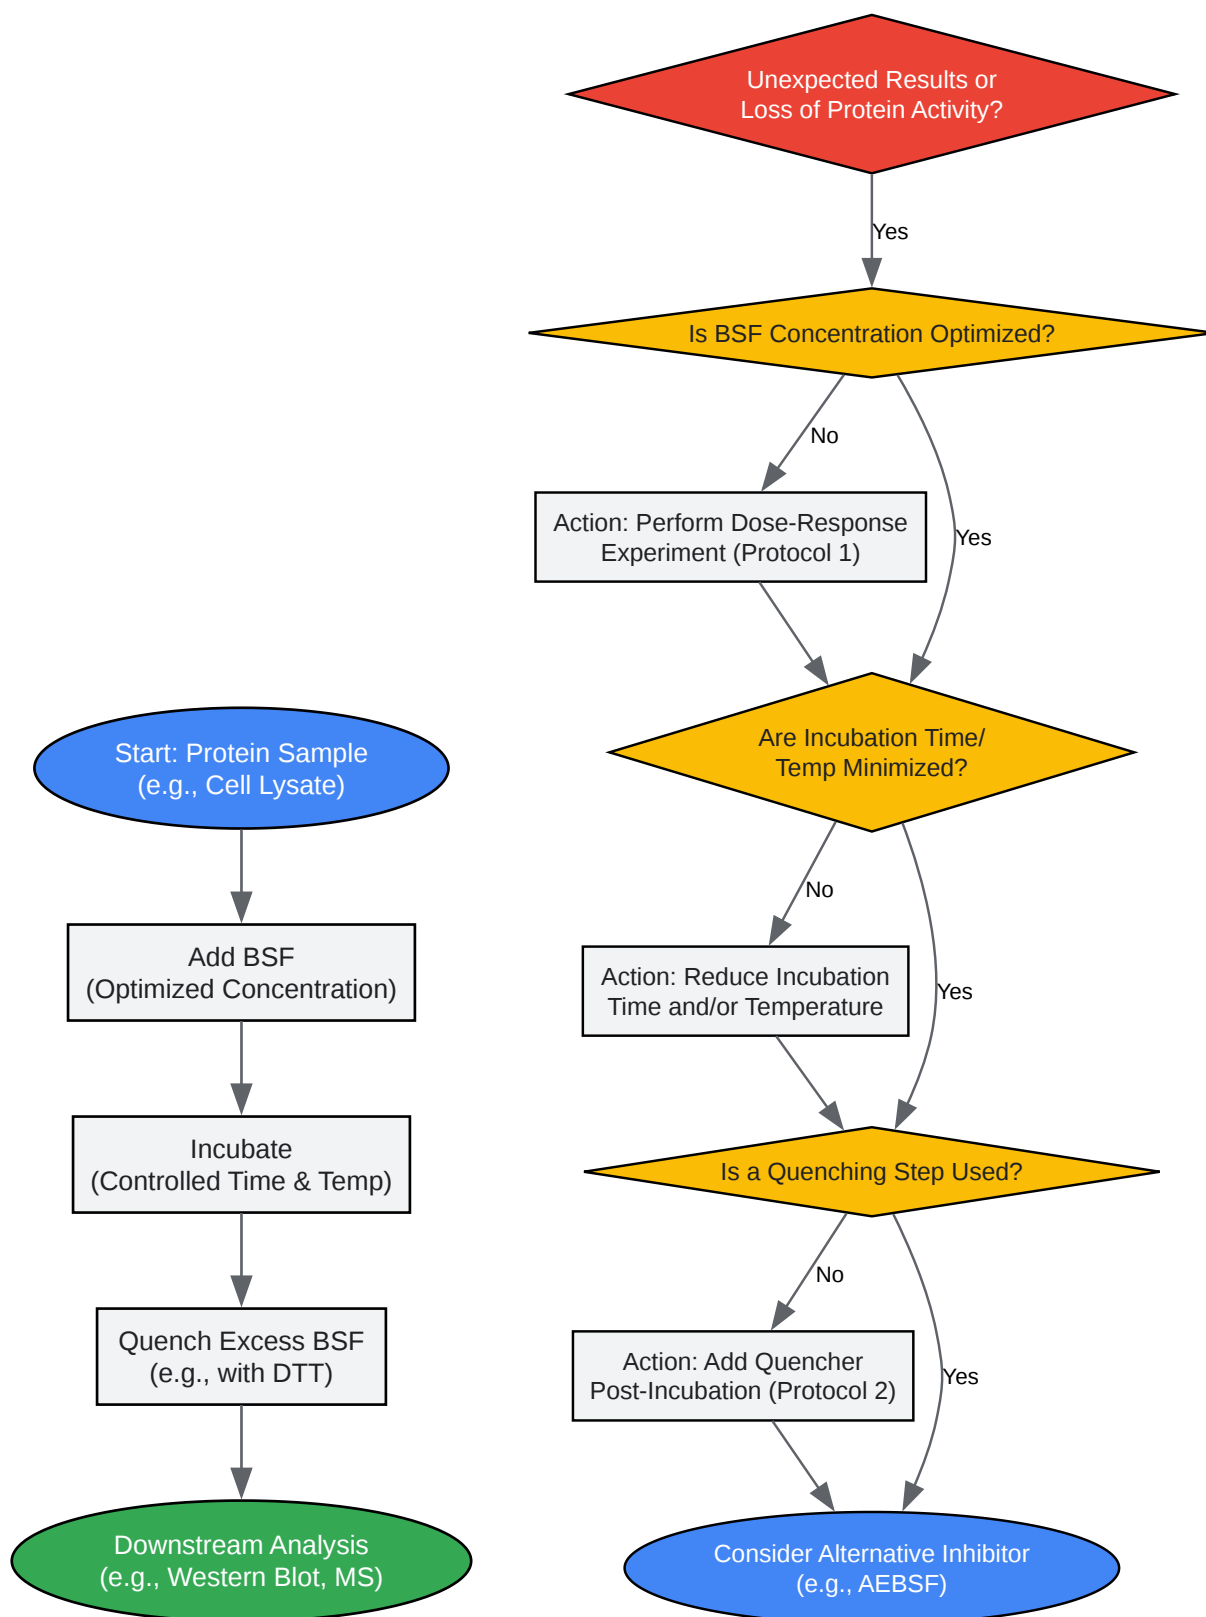 Unexpected Results or
Loss of Protein Activity?
Yes
Is BSF Concentration Optimized?
No
Action: Perform Dose-Response
Experiment (Protocol 1)
Yes
Are Incubation Time/
Temp Minimized?
No
Action: Reduce Incubation
Time and/or Temperature
Yes
Is a Quenching Step Used?
No
Action: Add Quencher
Post-Incubation (Protocol 2)
Yes
Consider Alternative Inhibitor
(e.g., AEBSF)
Start: Protein Sample
(e.g., Cell Lysate)
Add BSF
(Optimized Concentration)
Incubate
(Controlled Time & Temp)
Quench Excess BSF
(e.g., with DTT)
Downstream Analysis
(e.g., Western Blot, MS)